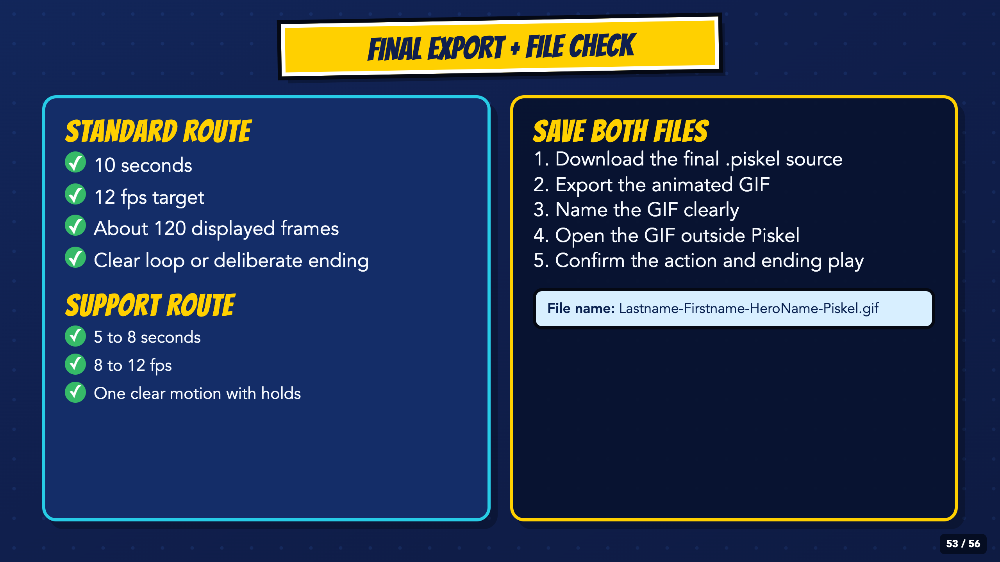 FINAL EXPORT + FILE CHECK
STANDARD ROUTE
10 seconds
12 fps target
About 120 displayed frames
Clear loop or deliberate ending
SUPPORT ROUTE
5 to 8 seconds
8 to 12 fps
One clear motion with holds
SAVE BOTH FILES
1. Download the final .piskel source
2. Export the animated GIF
3. Name the GIF clearly
4. Open the GIF outside Piskel
5. Confirm the action and ending play
File name: Lastname-Firstname-HeroName-Piskel.gif
53 / 56